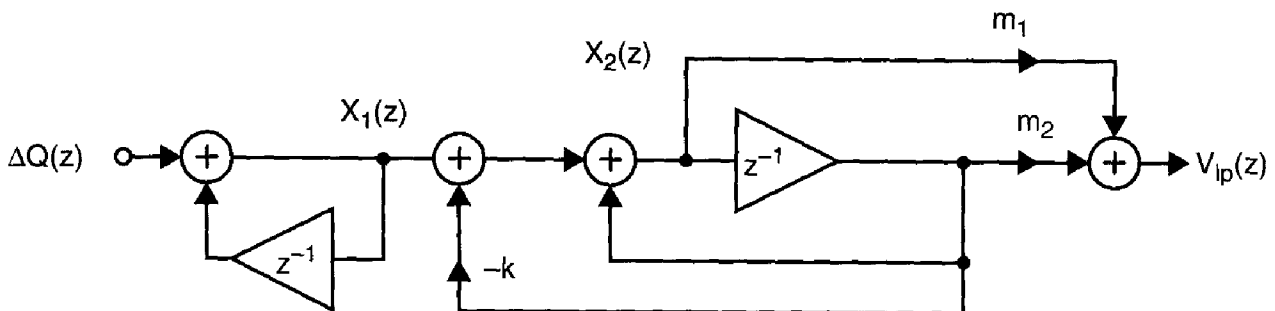 m₁
X₂(z)
X₁(z)
m₂
ΔQ(z)
+
+
+
z⁻¹
+
Vlp(z)
z⁻¹
−k